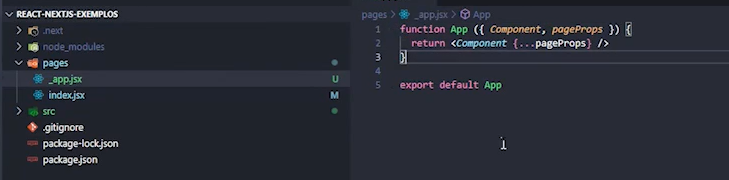 REACT-NEXTJS-EXEMPLOS
.next
node_modules
pages
_app.jsx U
index.jsx M
src
.gitignore
package-lock.json
package.json
pages > _app.jsx > App
1 function App ({ Component, pageProps }) {
2 return <Component {...pageProps} />
3 }
4
5 export default App